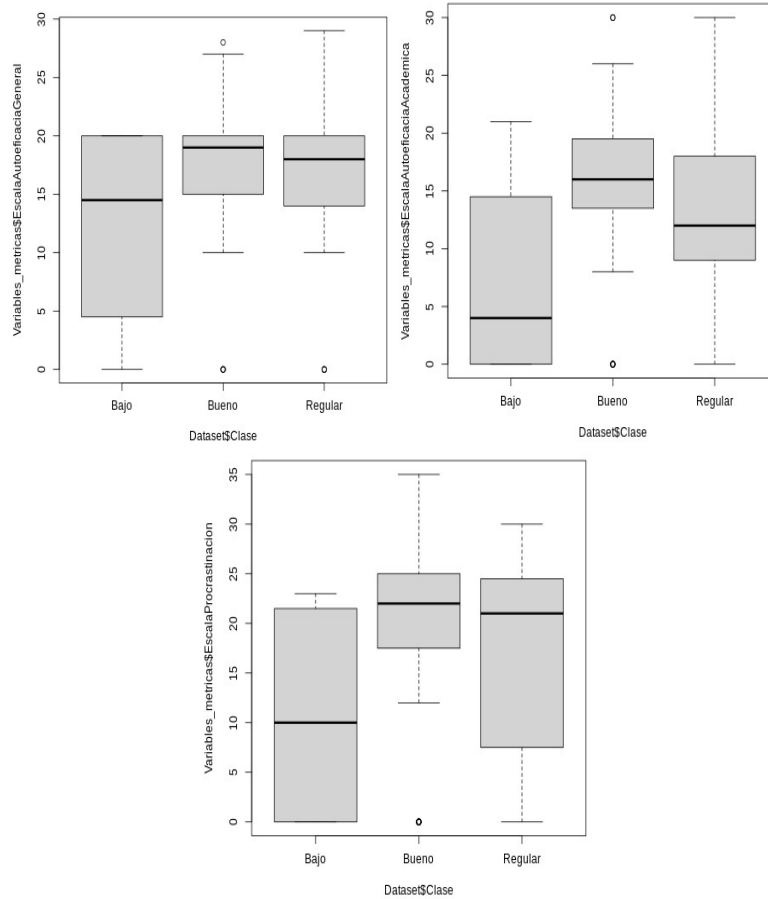 Variables_metricas$EscalaAutoeficaciaGeneral
30
25
20
15
10
5
0
Bajo Bueno Regular
Dataset$Clase
Variables_metricas$EscalaAutoeficaciaAcademica
30
25
20
15
10
5
0
Bajo Bueno Regular
Dataset$Clase
Variables_metricas$EscalaProcrastinacion
35
30
25
20
15
10
5
0
Bajo Bueno Regular
Dataset$Clase